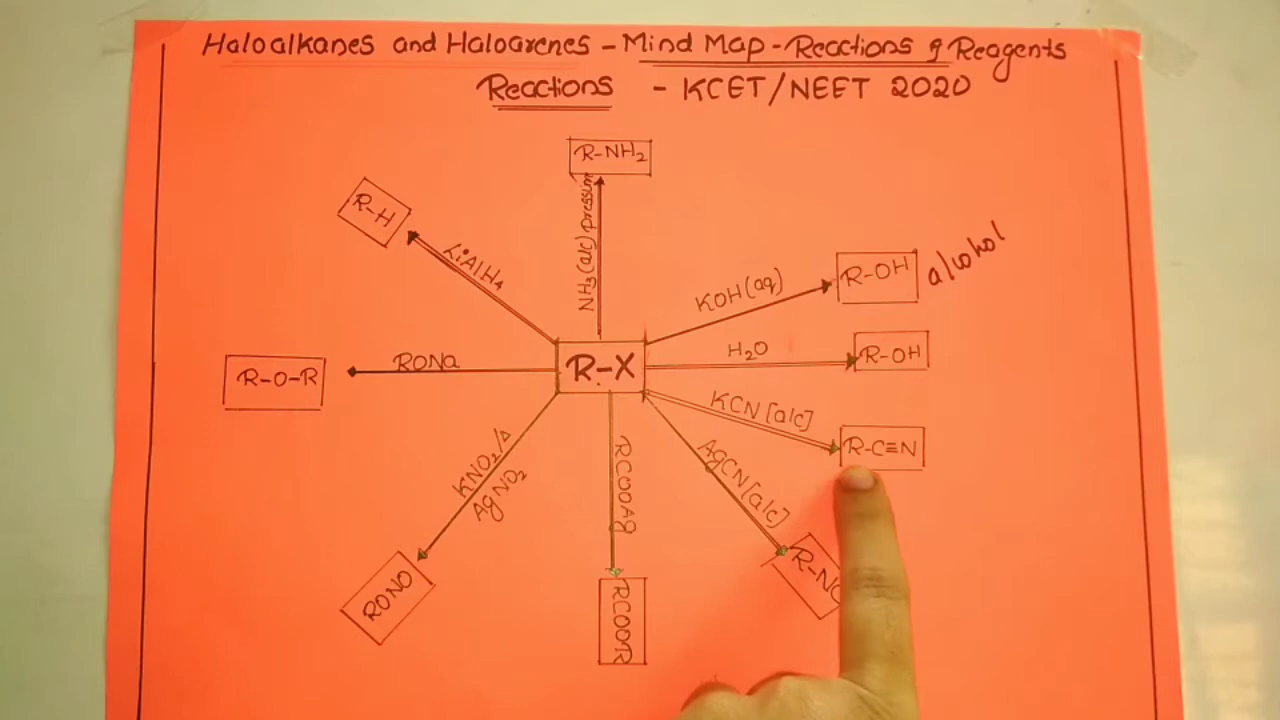 Haloalkanes and Haloarenes - Mind Map - Reactions & Reagents
Reactions - KCET/NEET 2020
R-NH₂
NH₃(alc) pressure
R-H
LiAlH₄
KOH(aq)
R-OH
alcohol
H₂O
R-OH
R-X
RONa
R-O-R
KCN [alc]
R-C≡N
AgCN[alc]
KNO₂/Δ
AgNO₂
RCOOAg
RONO
RCOOR